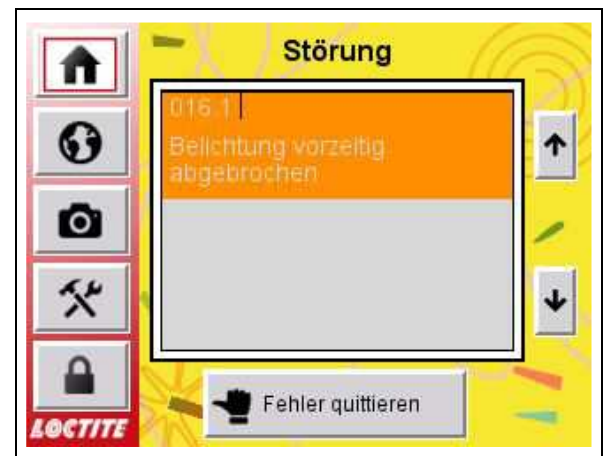 Störung
016.1
Belichtung vorzeitig
abgebrochen
Fehler quittieren
LOCTITE